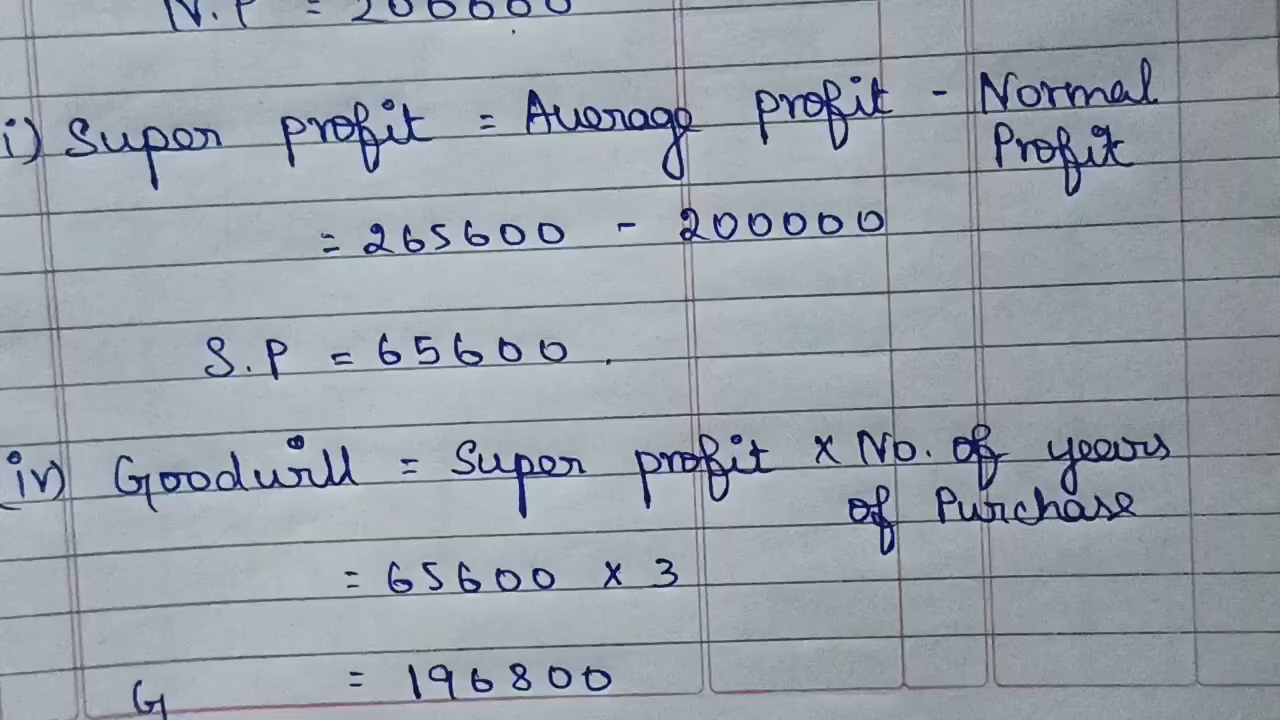 N.P = 200000
i) Super profit = Average profit - Normal
Profit
= 265600 - 200000
S.P = 65600.
iv) Goodwill = Super profit x No. of years
of Purchase
= 65600 x 3
G = 196800